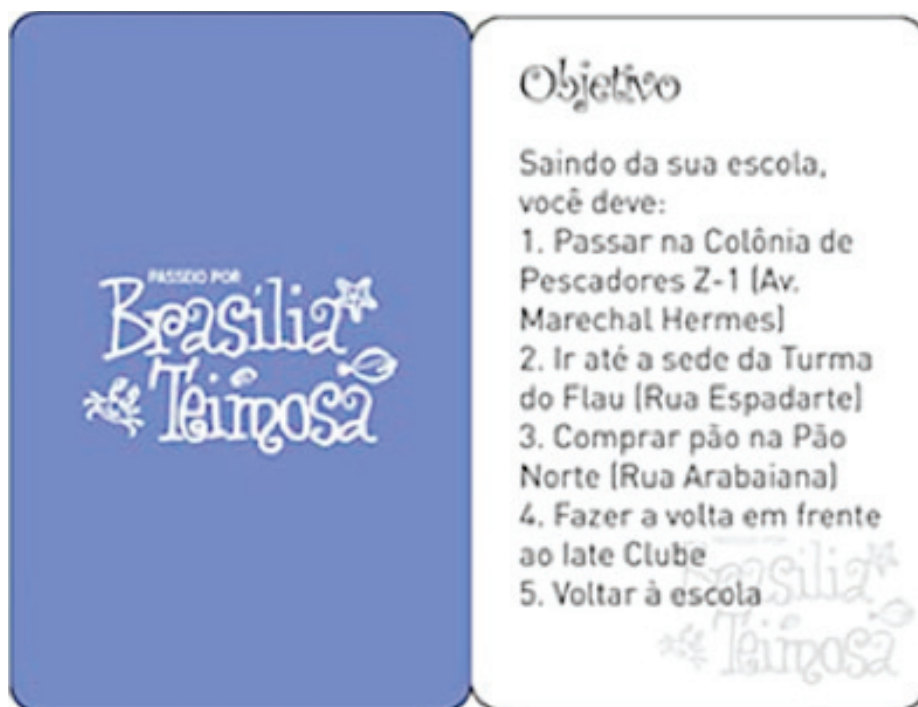 PASSEIO POR
Brasília
Teimosa
Objetivo
Saindo da sua escola,
você deve:
1. Passar na Colônia de
Pescadores Z-1 (Av.
Marechal Hermes)
2. Ir até a sede da Turma
do Flau (Rua Espadarte)
3. Comprar pão na Pão
Norte (Rua Arabaiana)
4. Fazer a volta em frente
ao Iate Clube
5. Voltar à escola
Brasília
Teimosa